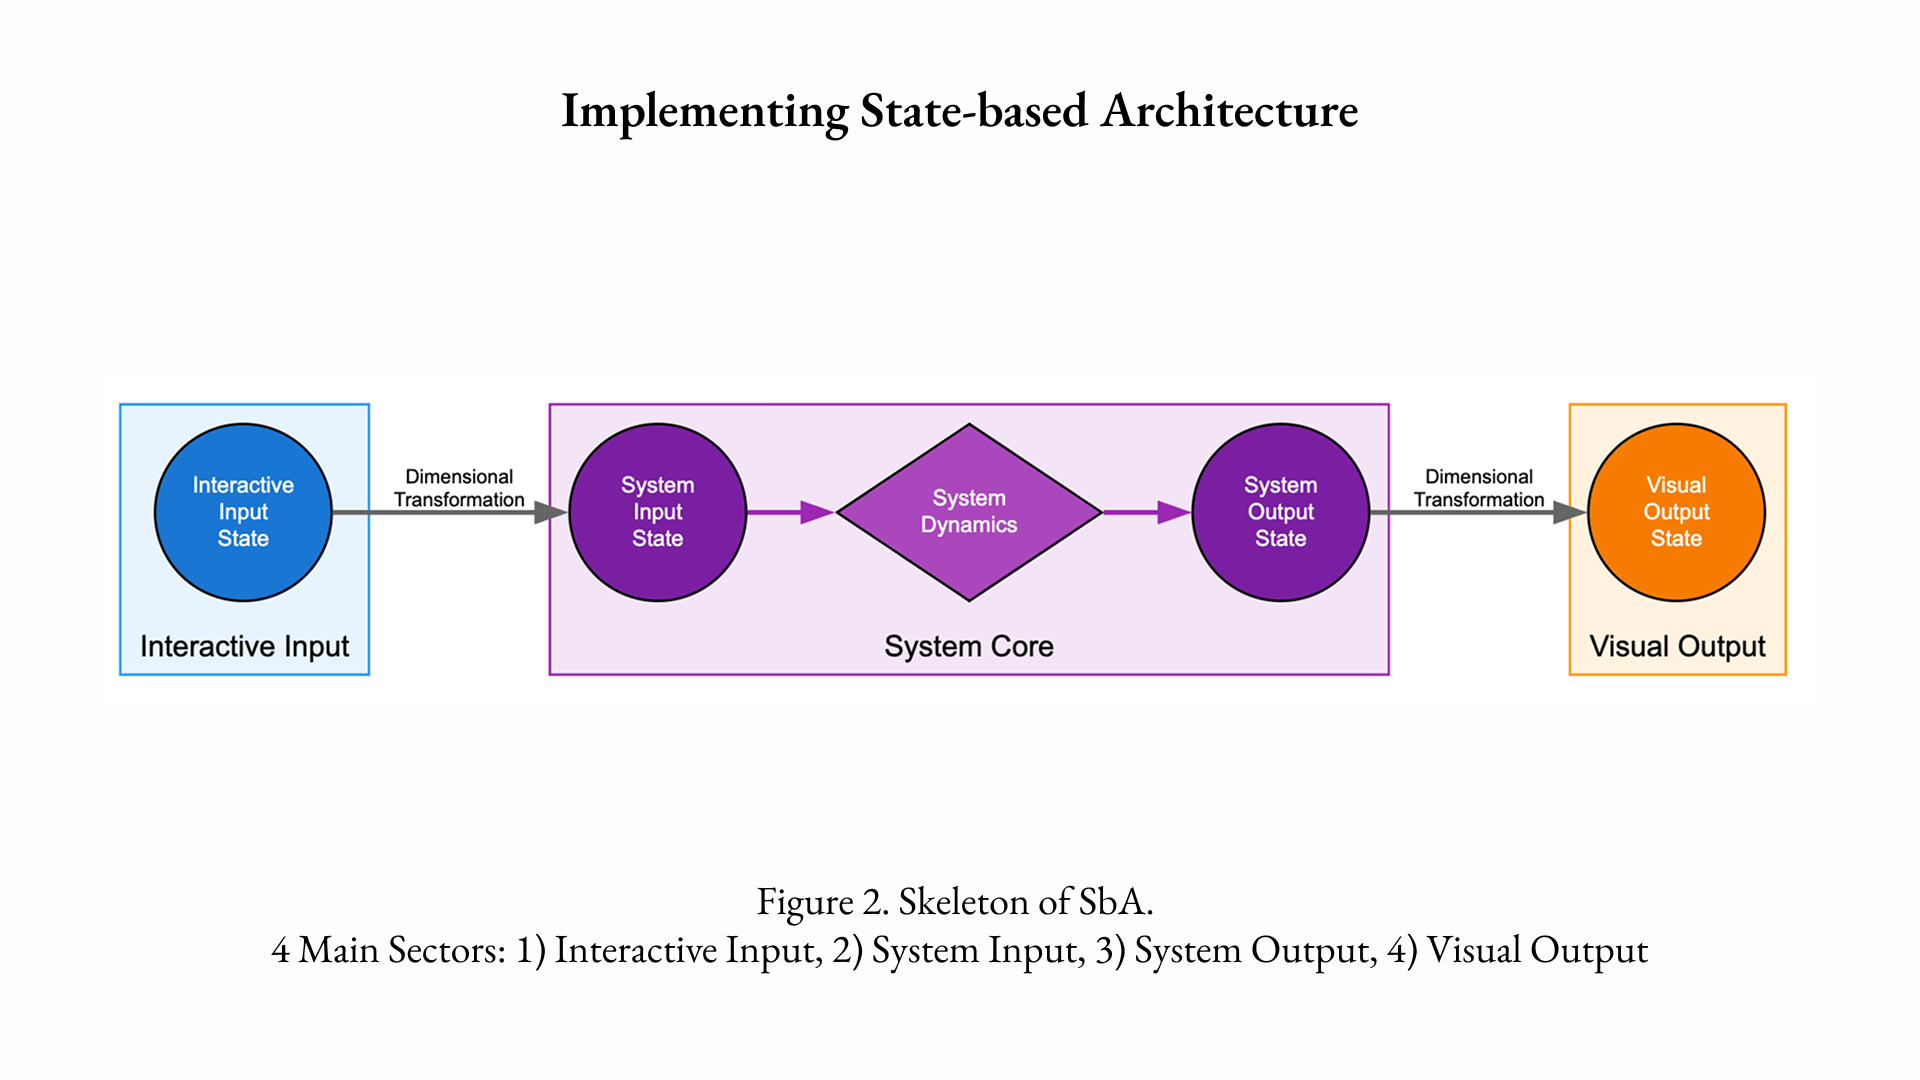 Implementing State-based Architecture
Interactive
Input
State
Interactive Input
Dimensional
Transformation
System
Input
State
System
Dynamics
System
Output
State
System Core
Dimensional
Transformation
Visual
Output
State
Visual Output
Figure 2. Skeleton of SbA.
4 Main Sectors: 1) Interactive Input, 2) System Input, 3) System Output, 4) Visual Output